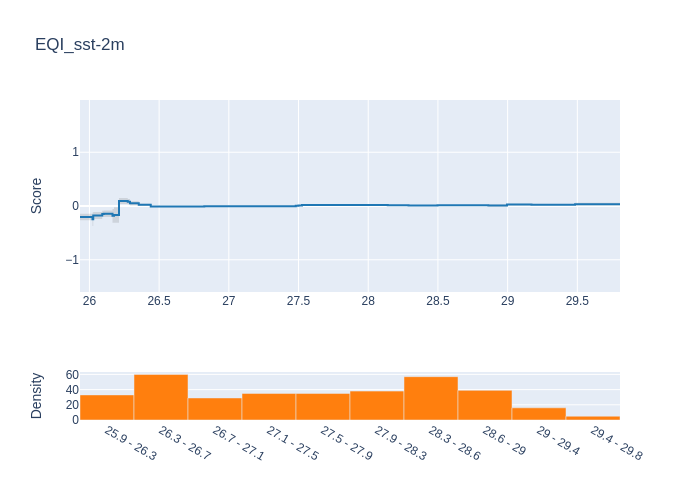 EQI_sst-2m
Score
1
0
−1
26
26.5
27
27.5
28
28.5
29
29.5
Density
60
40
20
0
25.9 - 26.3
26.3 - 26.7
26.7 - 27.1
27.1 - 27.5
27.5 - 27.9
27.9 - 28.3
28.3 - 28.6
28.6 - 29
29 - 29.4
29.4 - 29.8